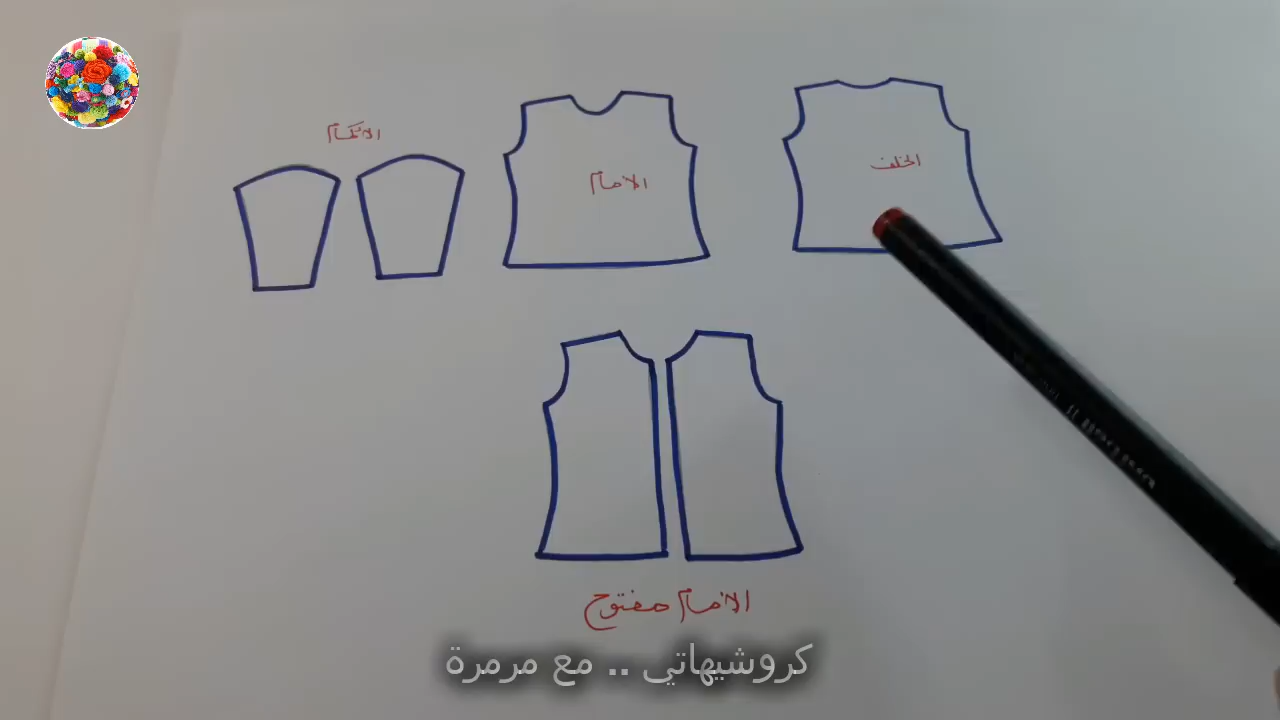 الاكمام
الامام
الخلف
الامام مفتوح
كروشيهاتي .. مع مرمرة